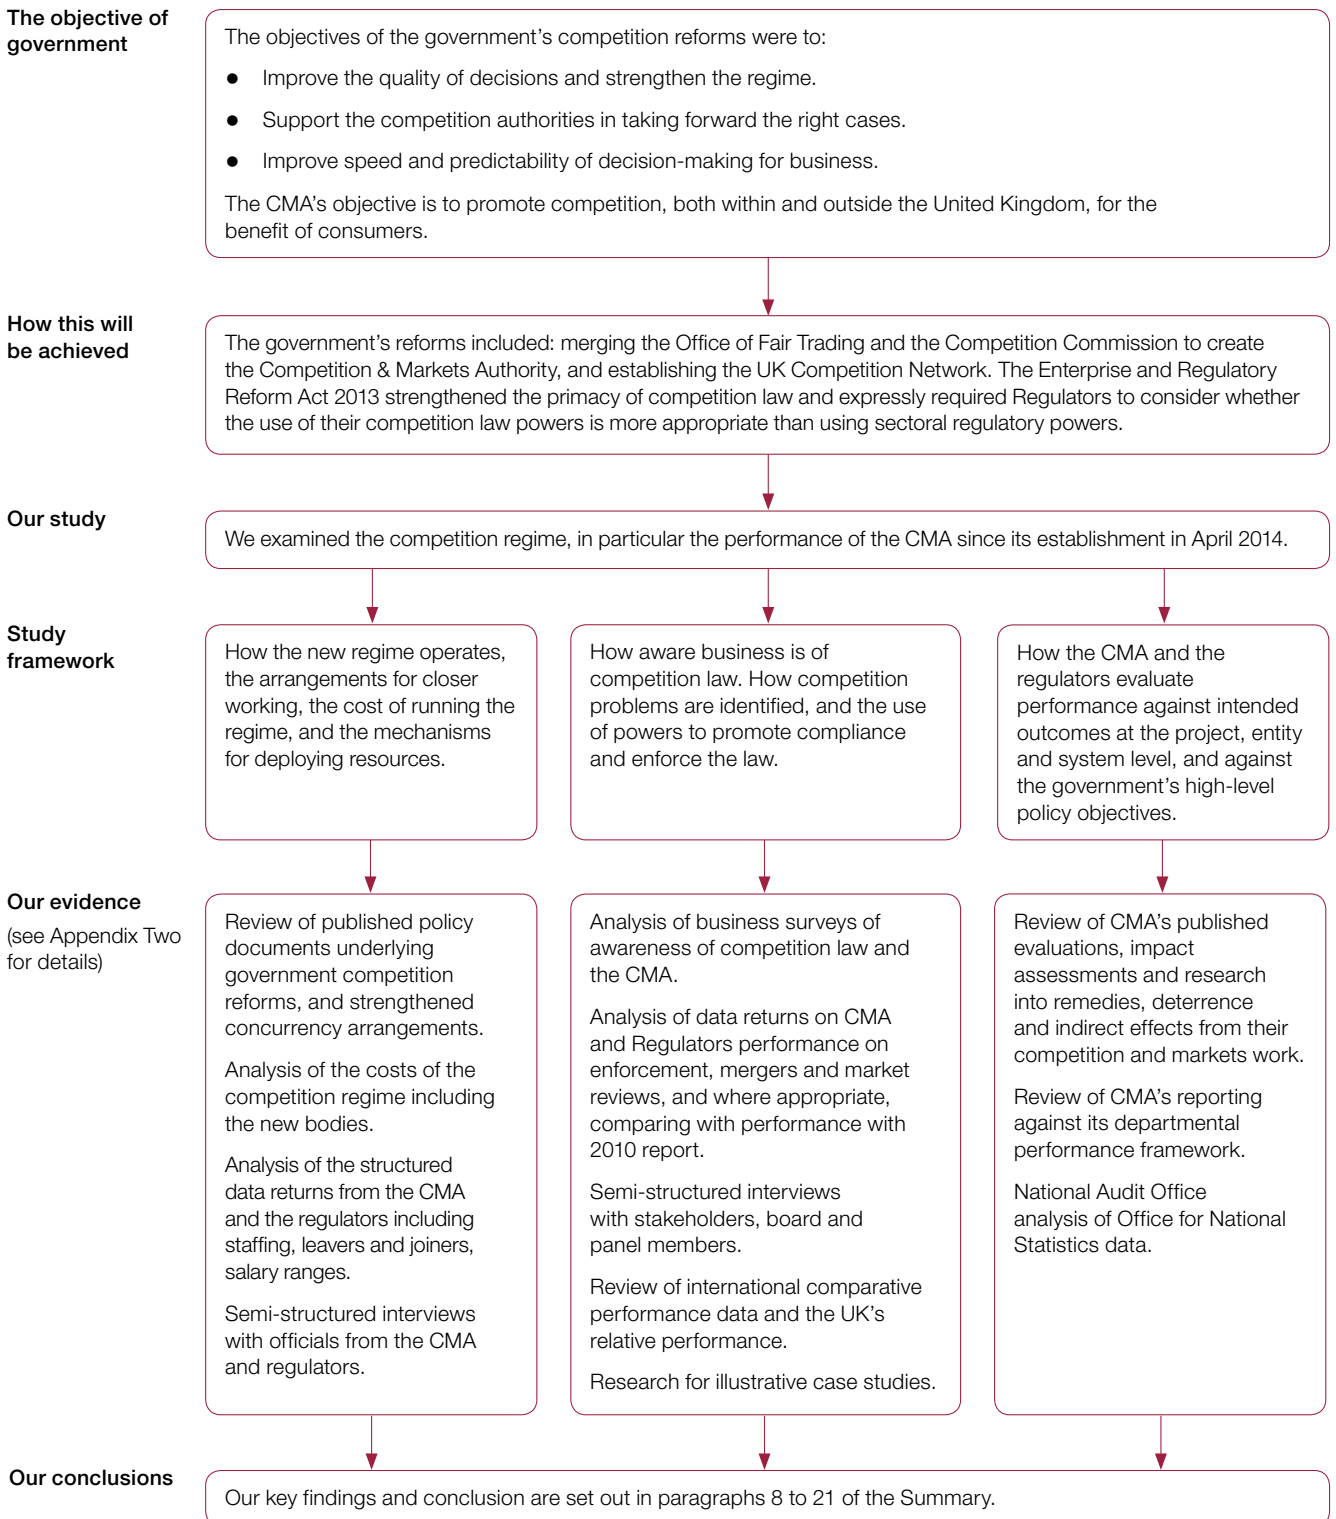 The objective of
government
The objectives of the government’s competition reforms were to:
● Improve the quality of decisions and strengthen the regime.
● Support the competition authorities in taking forward the right cases.
● Improve speed and predictability of decision-making for business.
The CMA’s objective is to promote competition, both within and outside the United Kingdom, for the
benefit of consumers.
How this will
be achieved
The government’s reforms included: merging the Office of Fair Trading and the Competition Commission to create
the Competition & Markets Authority, and establishing the UK Competition Network. The Enterprise and Regulatory
Reform Act 2013 strengthened the primacy of competition law and expressly required Regulators to consider whether
the use of their competition law powers is more appropriate than using sectoral regulatory powers.
Our study
We examined the competition regime, in particular the performance of the CMA since its establishment in April 2014.
Study
framework
How the new regime operates,
the arrangements for closer
working, the cost of running the
regime, and the mechanisms
for deploying resources.
How aware business is of
competition law. How competition
problems are identified, and the use
of powers to promote compliance
and enforce the law.
How the CMA and the
regulators evaluate
performance against intended
outcomes at the project, entity
and system level, and against
the government’s high-level
policy objectives.
Our evidence
(see Appendix Two
for details)
Review of published policy
documents underlying
government competition
reforms, and strengthened
concurrency arrangements.
Analysis of the costs of the
competition regime including
the new bodies.
Analysis of the structured
data returns from the CMA
and the regulators including
staffing, leavers and joiners,
salary ranges.
Semi-structured interviews
with officials from the CMA
and regulators.
Analysis of business surveys of
awareness of competition law and
the CMA.
Analysis of data returns on CMA
and Regulators performance on
enforcement, mergers and market
reviews, and where appropriate,
comparing with performance with
2010 report.
Semi-structured interviews
with stakeholders, board and
panel members.
Review of international comparative
performance data and the UK’s
relative performance.
Research for illustrative case studies.
Review of CMA’s published
evaluations, impact
assessments and research
into remedies, deterrence
and indirect effects from their
competition and markets work.
Review of CMA’s reporting
against its departmental
performance framework.
National Audit Office
analysis of Office for National
Statistics data.
Our conclusions
Our key findings and conclusion are set out in paragraphs 8 to 21 of the Summary.